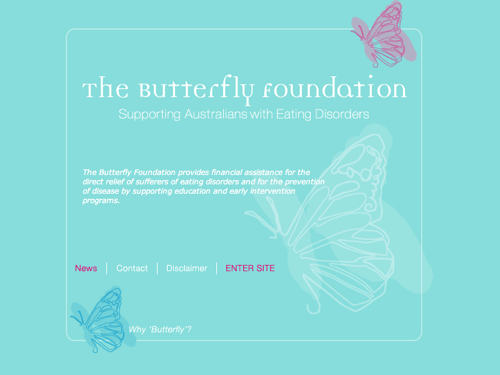 The Butterfly Foundation
Supporting Australians with Eating Disorders
The Butterfly Foundation provides financial assistance for the
direct relief of sufferers of eating disorders and for the prevention
of disease by supporting education and early intervention
programs.
News | Contact | Disclaimer | ENTER SITE
Why 'Butterfly'?